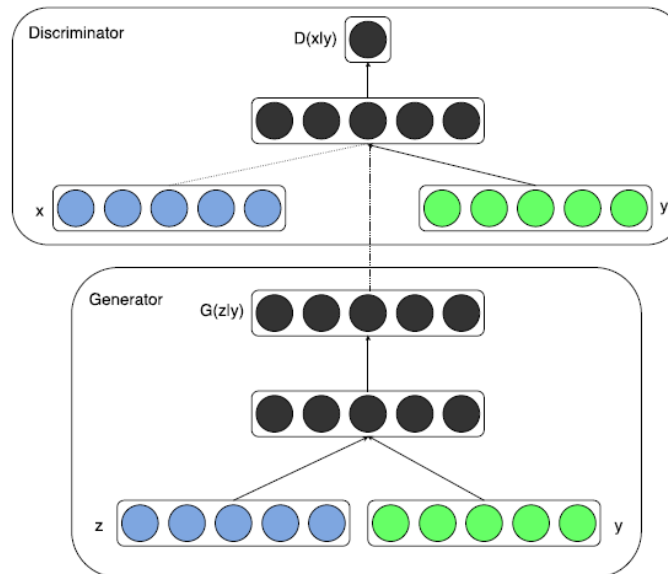 Discriminator
D(x|y)
x
y
Generator
G(z|y)
z
y